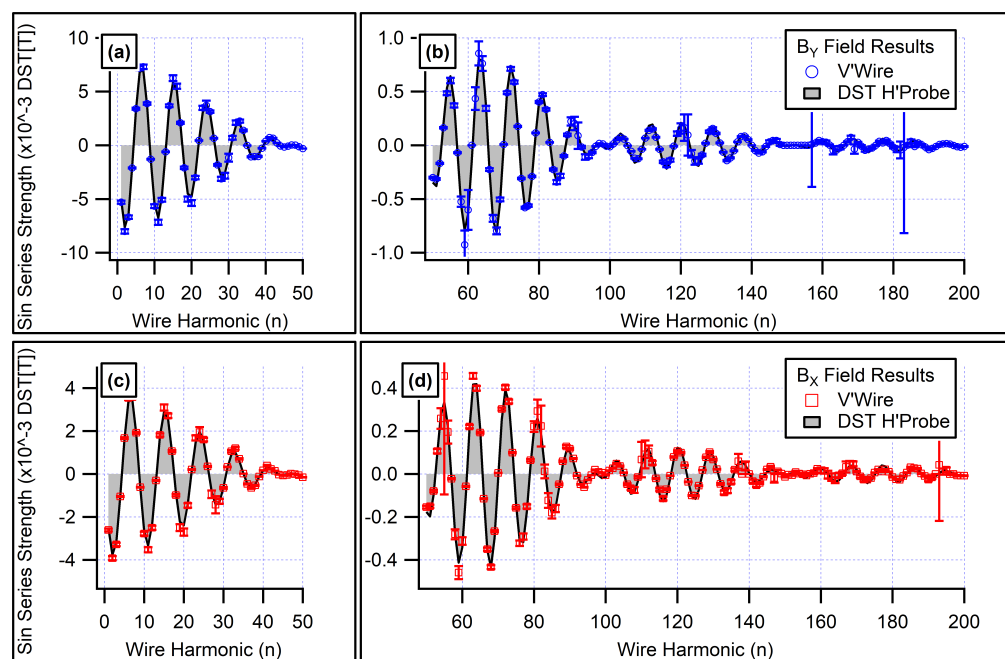 Sin Series Strength (x10^-3 DST[T])
(a)
10
5
0
-5
-10
0 10 20 30 40 50
Wire Harmonic (n)
(b)
1.0
0.5
0.0
-0.5
-1.0
60 80 100 120 140 160 180 200
Wire Harmonic (n)
BY Field Results
V'Wire
DST H'Probe
Sin Series Strength (x10^-3 DST[T])
(c)
4
2
0
-2
-4
0 10 20 30 40 50
Wire Harmonic (n)
(d)
0.4
0.2
0.0
-0.2
-0.4
60 80 100 120 140 160 180 200
Wire Harmonic (n)
BX Field Results
V'Wire
DST H'Probe